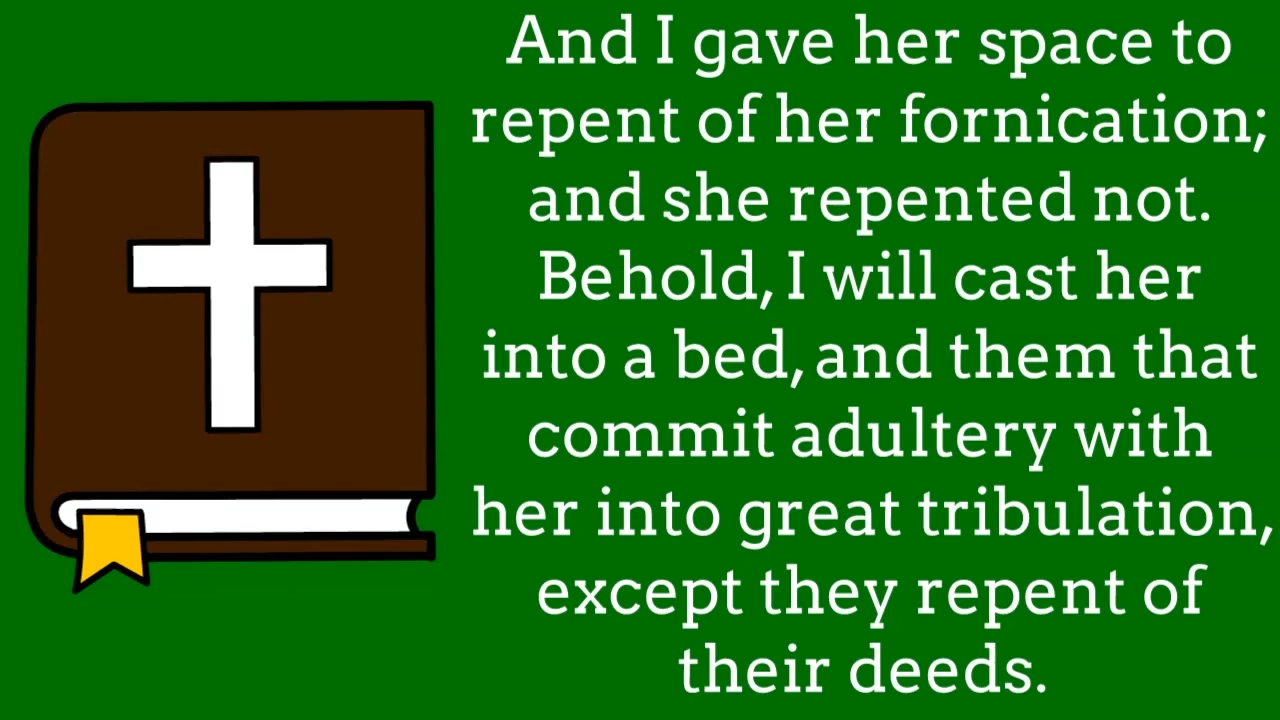 And I gave her space to
repent of her fornication;
and she repented not.
Behold, I will cast her
into a bed, and them that
commit adultery with
her into great tribulation,
except they repent of
their deeds.